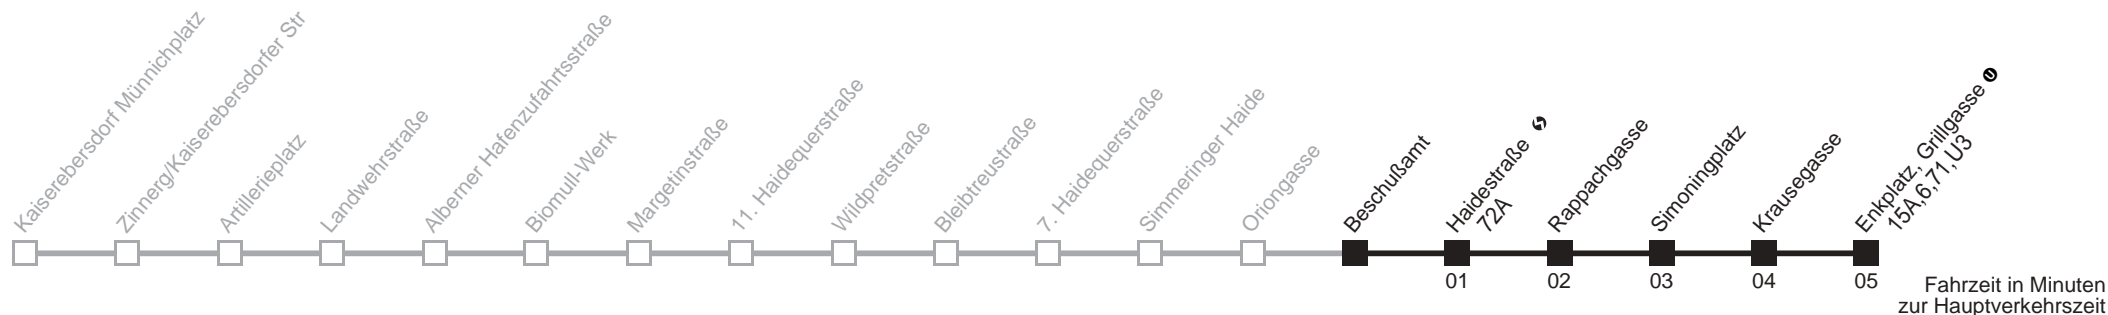 Kaiserebersdorf Münnichplatz
Zinnerg/Kaiserebersdorfer Str
Artillerieplatz
Landwehrstraße
Alberner Hafenzufahrtsstraße
Biomull-Werk
Margetinstraße
11. Haidequerstraße
Wildpretstraße
Bleibtreustraße
7. Haidequerstraße
Simmeringer Haide
Oriongasse
Beschußamt
Haidestraße
72A
Rappachgasse
Simoningplatz
Krausegasse
Enkplatz, Grillgasse U
15A,6,71,U3
01 02 03 04 05
Fahrzeit in Minuten
zur Hauptverkehrszeit